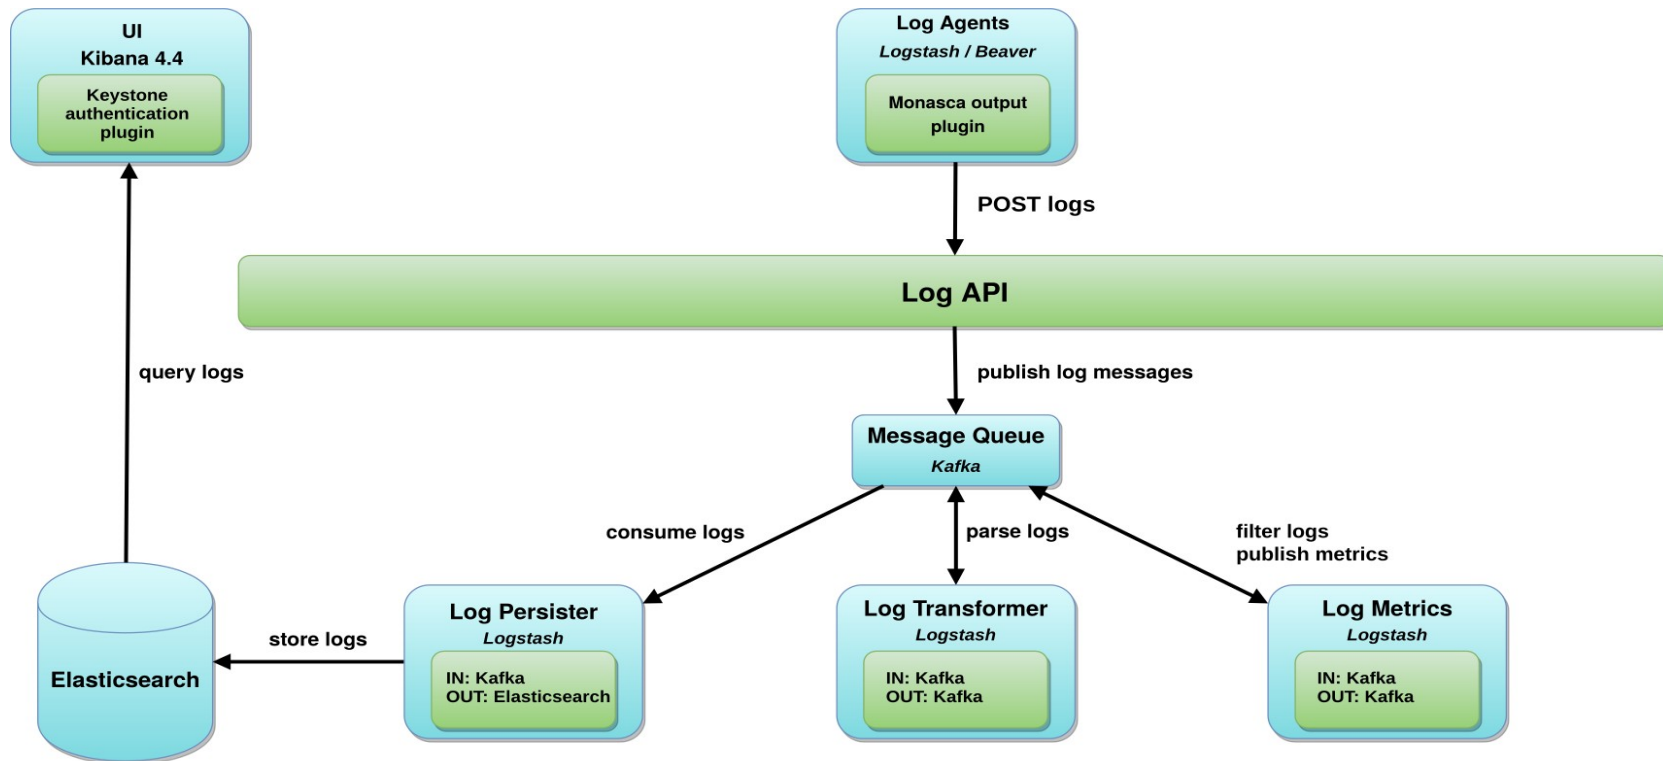 UI
Kibana 4.4
Keystone
authentication
plugin
Log Agents
Logstash / Beaver
Monasca output
plugin
POST logs
Log API
query logs
publish log messages
Message Queue
Kafka
consume logs
parse logs
filter logs
publish metrics
Elasticsearch
store logs
Log Persister
Logstash
IN: Kafka
OUT: Elasticsearch
Log Transformer
Logstash
IN: Kafka
OUT: Kafka
Log Metrics
Logstash
IN: Kafka
OUT: Kafka